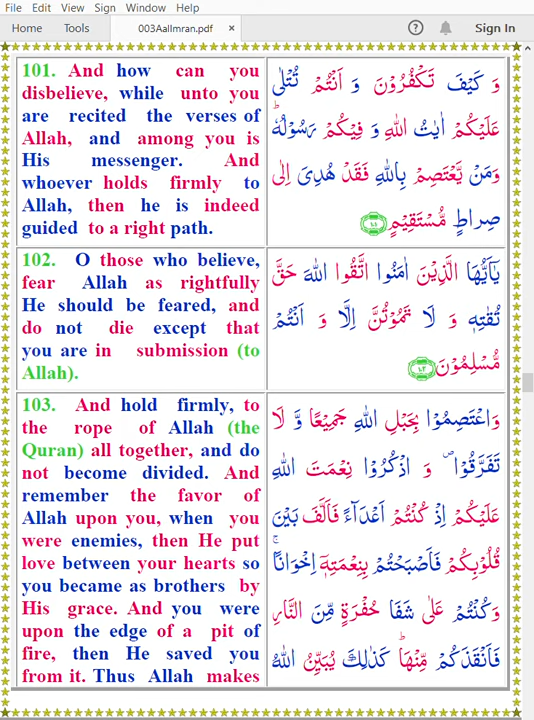 File Edit View Sign Window Help
Home Tools 003AalImran.pdf × ? Sign In
101. And how can you
disbelieve, while unto you
are recited the verses of
Allah, and among you is
His messenger. And
whoever holds firmly to
Allah, then he is indeed
guided to a right path.
وَ كَيۡفَ تَكۡفُرُوۡنَ وَ اَنۡتُمۡ تُتۡلٰى
عَلَيۡكُمۡ اٰيٰتُ اللّٰهِ وَ فِيۡكُمۡ رَسُوۡلُهٗ ؕ
وَمَنۡ يَّعۡتَصِمۡ بِاللّٰهِ فَقَدۡ هُدِىَ اِلٰى
صِراطٍ مُّسۡتَقِيۡمٍ ﴿۱۰۱﴾
102. O those who believe,
fear Allah as rightfully
He should be feared, and
do not die except that
you are in submission (to
Allah).
يٰۤاَيُّهَا الَّذِيۡنَ اٰمَنُوا اتَّقُوا اللّٰهَ حَقَّ
تُقٰتِهٖ وَ لَا تَمُوۡتُنَّ اِلَّا وَ اَنۡتُمۡ
مُّسۡلِمُوۡنَ ﴿۱۰۲﴾
103. And hold firmly, to
the rope of Allah (the
Quran) all together, and do
not become divided. And
remember the favor of
Allah upon you, when you
were enemies, then He put
love between your hearts so
you became as brothers by
His grace. And you were
upon the edge of a pit of
fire, then He saved you
from it. Thus Allah makes
وَاعۡتَصِمُوۡا بِحَبۡلِ اللّٰهِ جَمِيۡعًا وَّ لَا
تَفَرَّقُوۡا ۖ وَ اذۡكُرُوۡا نِعۡمَتَ اللّٰهِ
عَلَيۡكُمۡ اِذۡ كُنۡتُمۡ اَعۡدَآءً فَاَلَّفَ بَيۡنَ
قُلُوۡبِكُمۡ فَاَصۡبَحۡتُمۡ بِنِعۡمَتِهٖۤ اِخۡوَانًا ۚ
وَكُنۡتُمۡ عَلٰى شَفَا حُفۡرَةٍ مِّنَ النَّارِ
فَاَنۡقَذَكُمۡ مِّنۡهَا ؕ كَذٰلِكَ يُبَيِّنُ اللّٰهُ